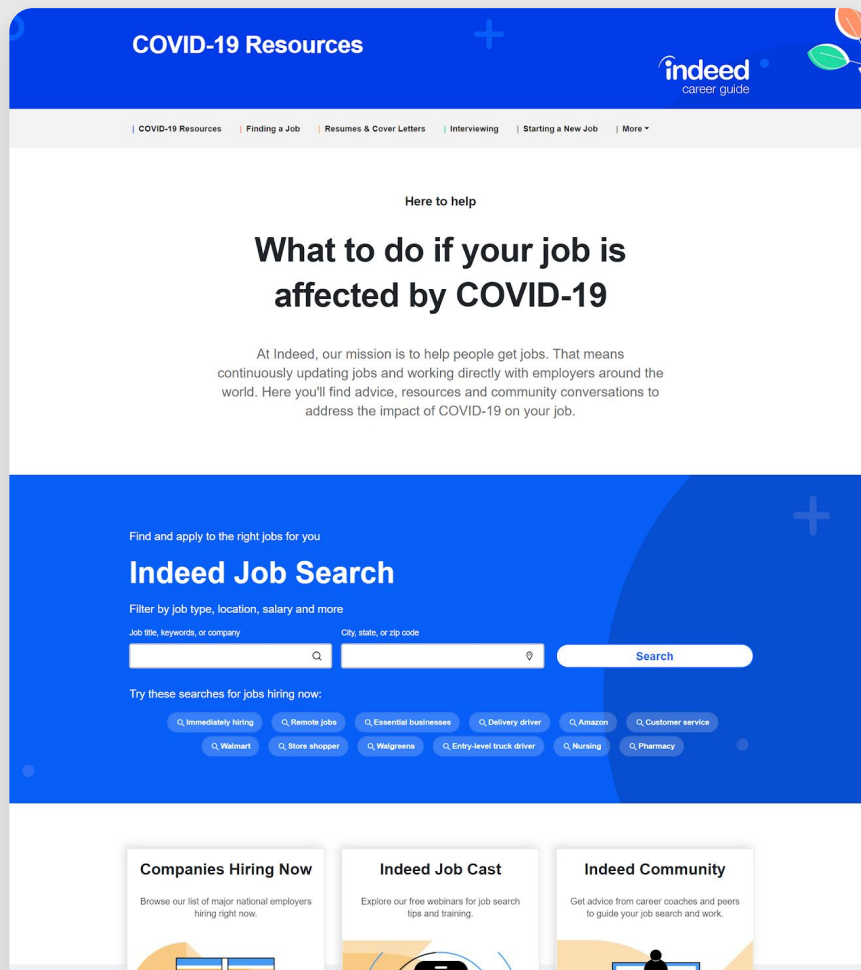 COVID-19 Resources
indeed
career guide
COVID-19 Resources
Finding a Job
Resumes & Cover Letters
Interviewing
Starting a New Job
More
Here to help
What to do if your job is
affected by COVID-19
At Indeed, our mission is to help people get jobs. That means
continuously updating jobs and working directly with employers around the
world. Here you'll find advice, resources and community conversations to
address the impact of COVID-19 on your job.
Find and apply to the right jobs for you
Indeed Job Search
Filter by job type, location, salary and more
Job title, keywords, or company
City, state, or zip code
Search
Try these searches for jobs hiring now:
Immediately hiring
Remote jobs
Essential businesses
Delivery driver
Amazon
Customer service
Walmart
Store shopper
Walgreens
Entry-level truck driver
Nursing
Pharmacy
Companies Hiring Now
Browse our list of major national employers
hiring right now.
Indeed Job Cast
Explore our free webinars for job search
tips and training.
Indeed Community
Get advice from career coaches and peers
to guide your job search and work.